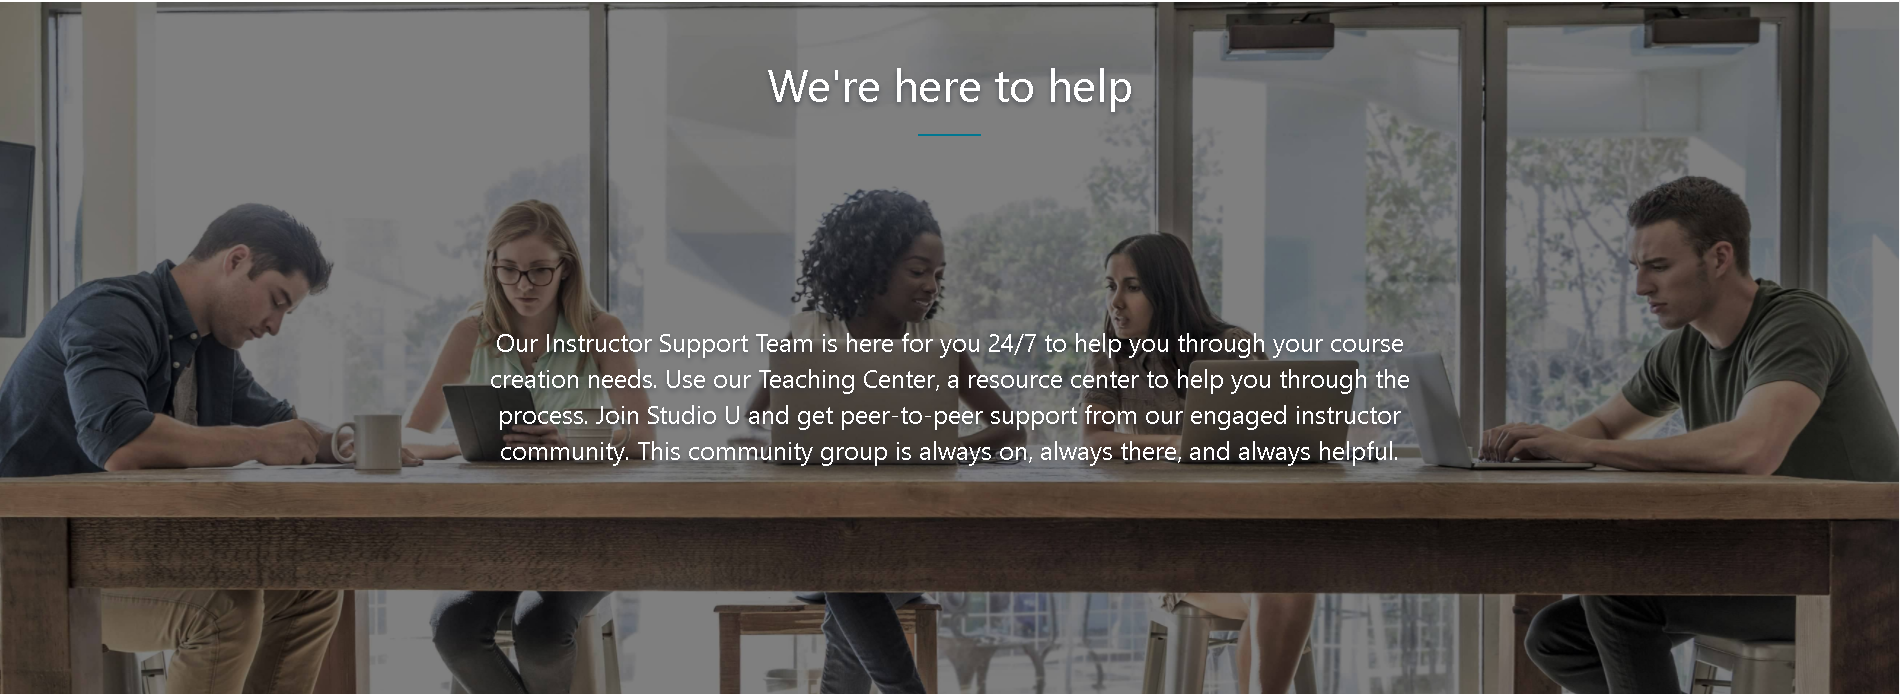 We're here to help
Our Instructor Support Team is here for you 24/7 to help you through your course
creation needs. Use our Teaching Center, a resource center to help you through the
process. Join Studio U and get peer-to-peer support from our engaged instructor
community. This community group is always on, always there, and always helpful.